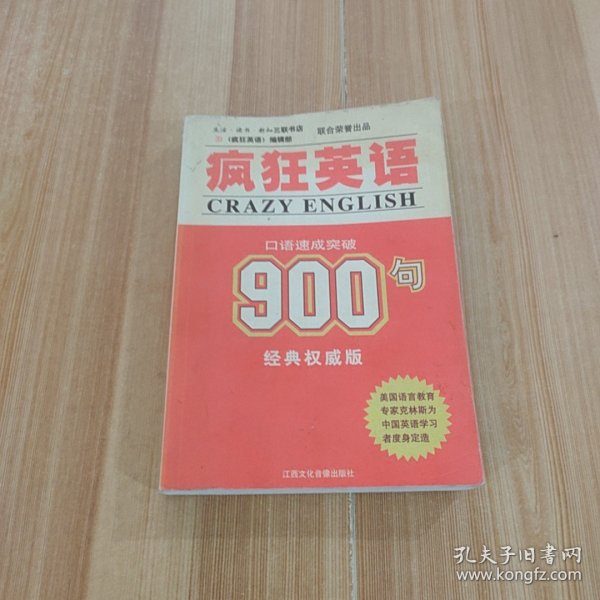 生活·读书 新知三联书店 联合荣誉出品
《疯狂英语》编辑部
疯狂英语
CRAZY ENGLISH
口语速成突破
900句
经典权威版
美国语言教育
专家克林斯为
中国英语学习
者度身定造
江西文化音像出版社
孔夫子旧书网
www.kongfz.com